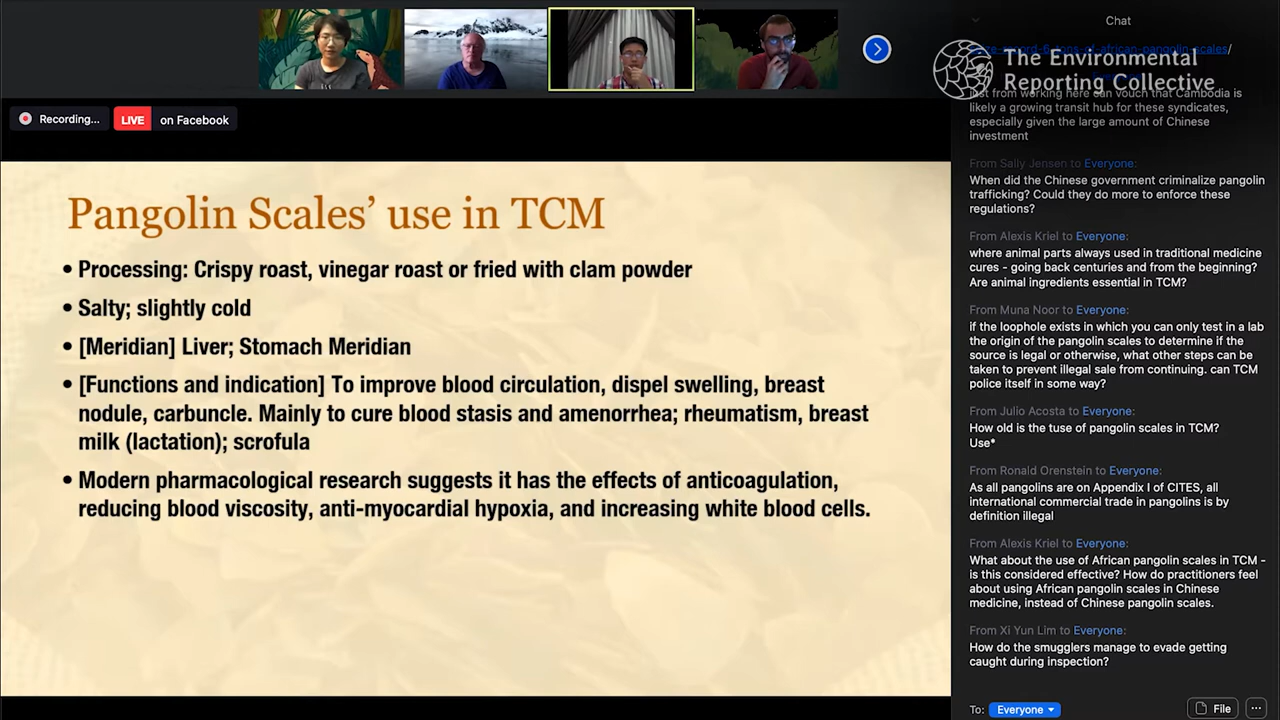 Chat
The Environmental
Reporting Collective
Recording...
LIVE
on Facebook
Pangolin Scales’ use in TCM
• Processing: Crispy roast, vinegar roast or fried with clam powder
• Salty; slightly cold
• [Meridian] Liver; Stomach Meridian
• [Functions and indication] To improve blood circulation, dispel swelling, breast
nodule, carbuncle. Mainly to cure blood stasis and amenorrhea; rheumatism, breast
milk (lactation); scrofula
• Modern pharmacological research suggests it has the effects of anticoagulation,
reducing blood viscosity, anti-myocardial hypoxia, and increasing white blood cells.
-of-african-pangolin-scales/
from working here can vouch that Cambodia is
likely a growing transit hub for these syndicates,
especially given the large amount of Chinese
investment
From Sally Jensen to Everyone:
When did the Chinese government criminalize pangolin
trafficking? Could they do more to enforce these
regulations?
From Alexis Kriel to Everyone:
where animal parts always used in traditional medicine
cures - going back centuries and from the beginning?
Are animal ingredients essential in TCM?
From Muna Noor to Everyone:
if the loophole exists in which you can only test in a lab
the origin of the pangolin scales to determine if the
source is legal or otherwise, what other steps can be
taken to prevent illegal sale from continuing. can TCM
police itself in some way?
From Julio Acosta to Everyone:
How old is the tuse of pangolin scales in TCM?
Use*
From Ronald Orenstein to Everyone:
As all pangolins are on Appendix I of CITES, all
international commercial trade in pangolins is by
definition illegal
From Alexis Kriel to Everyone:
What about the use of African pangolin scales in TCM -
is this considered effective? How do practitioners feel
about using African pangolin scales in Chinese
medicine, instead of Chinese pangolin scales.
From Xi Yun Lim to Everyone:
How do the smugglers manage to evade getting
caught during inspection?
To: Everyone
File